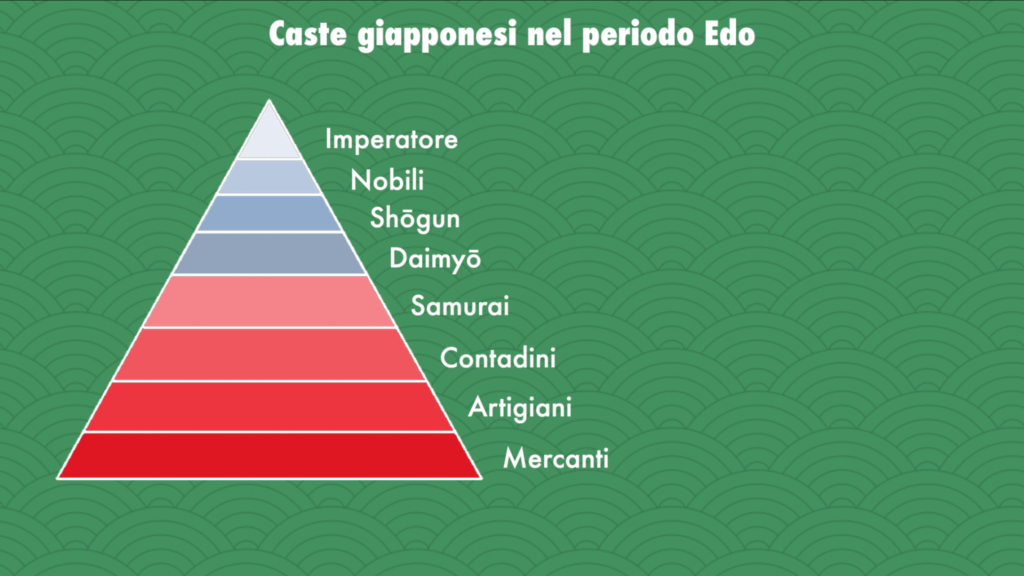 Caste giapponesi nel periodo Edo
Imperatore
Nobili
Shōgun
Daimyō
Samurai
Contadini
Artigiani
Mercanti